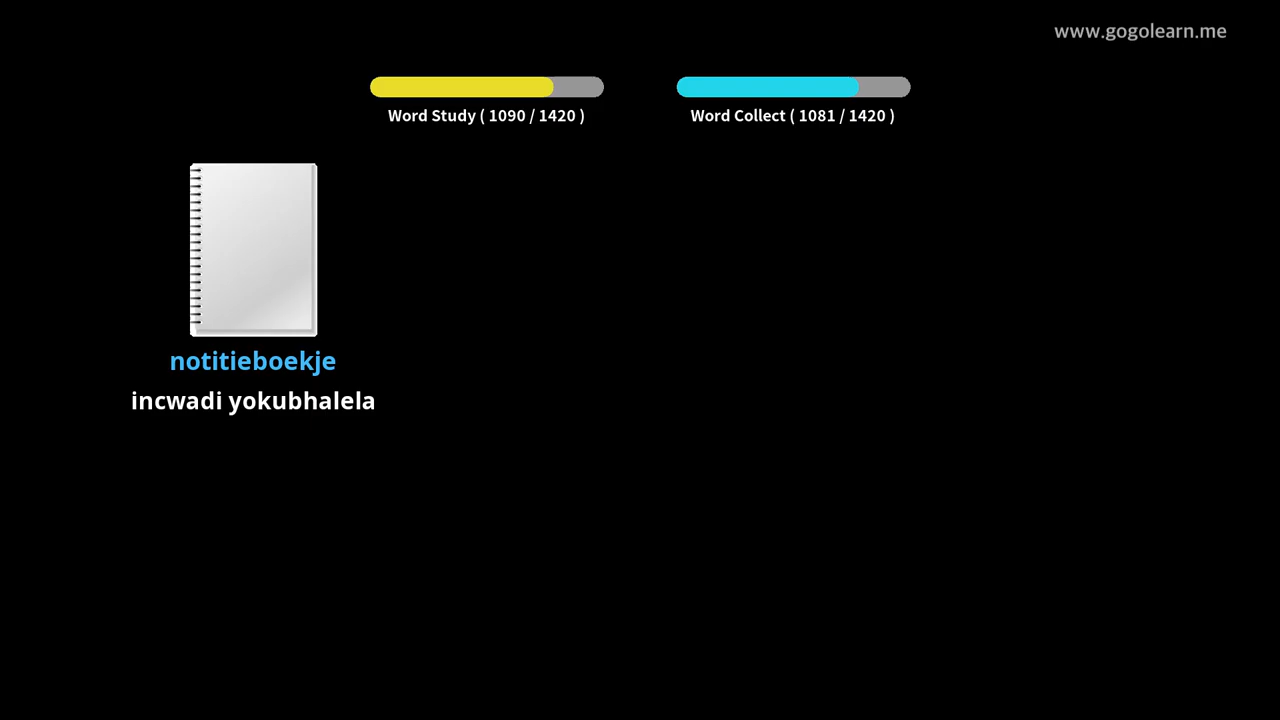 www.gogolearn.me
Word Study ( 1090 / 1420 )
Word Collect ( 1081 / 1420 )
notitieboekje
incwadi yokubhalela